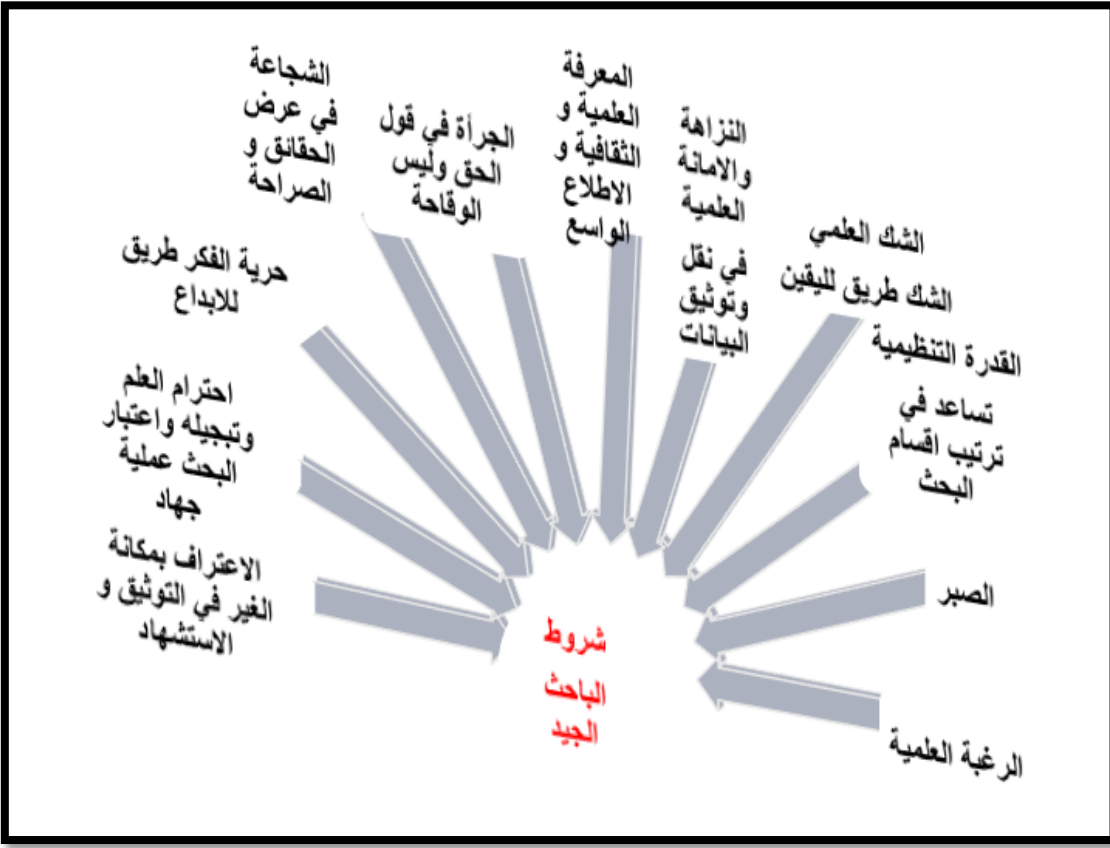 شروط
الباحث
الجيد
الرغبة العلمية
الصبر
القدرة التنظيمية
تساعد في
ترتيب اقسام
البحث
الشك العلمي
الشك طريق لليقين
النزاهة
والامانة
العلمية
في نقل
وتوثيق
البيانات
المعرفة
العلمية و
الثقافية و
الاطلاع
الواسع
الجرأة في قول
الحق وليس
الوقاحة
الشجاعة
في عرض
الحقائق و
الصراحة
حرية الفكر طريق
للابداع
احترام العلم
وتبجيله واعتبار
البحث عملية
جهاد
الاعتراف بمكانة
الغير في التوثيق و
الاستشهاد